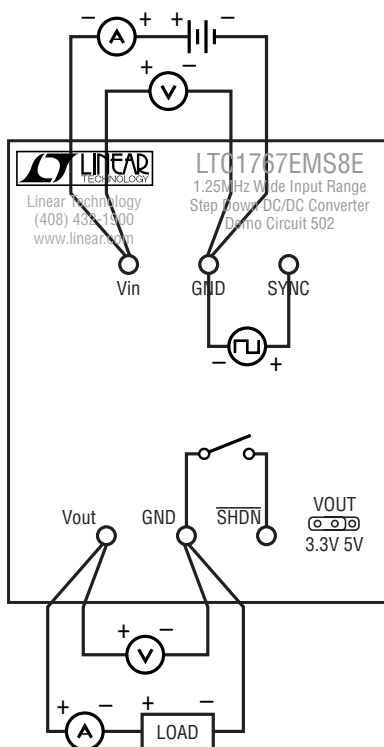 − A + + −
+ V −
LINEAR
TECHNOLOGY
LTC1767EMS8E
1.25MHz Wide Input Range
Step Down DC/DC Converter
Demo Circuit 502
Linear Technology
(408) 432-1900
www.linear.com
Vin GND SYNC
− +
Vout GND SHDN
VOUT
3.3V 5V
+ V −
+ A − + LOAD −